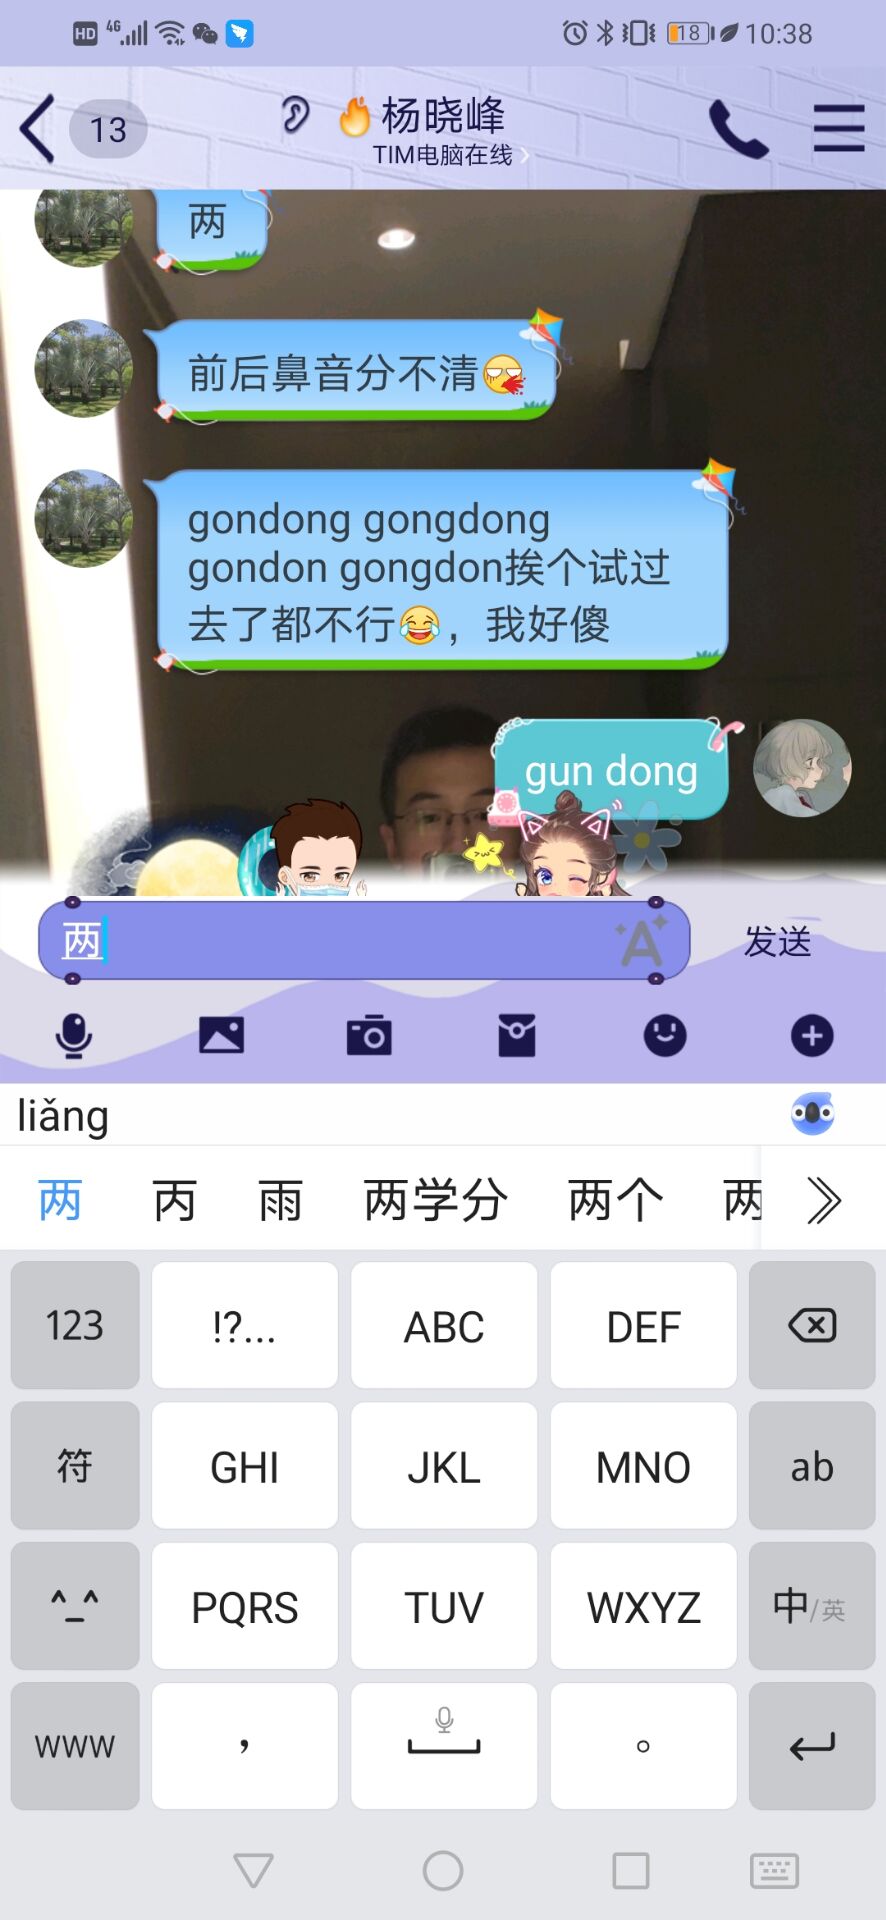 HD 4G 18 10:38
13
杨晓峰
TIM电脑在线
两
前后鼻音分不清
gondong gongdong
gondon gongdon挨个试过
去了都不行，我好傻
gun dong
两
A
发送
liǎng
两 丙 雨 两学分 两个 两
123 !?... ABC DEF
符 GHI JKL MNO ab
^_^ PQRS TUV WXYZ 中/英
www ， 。